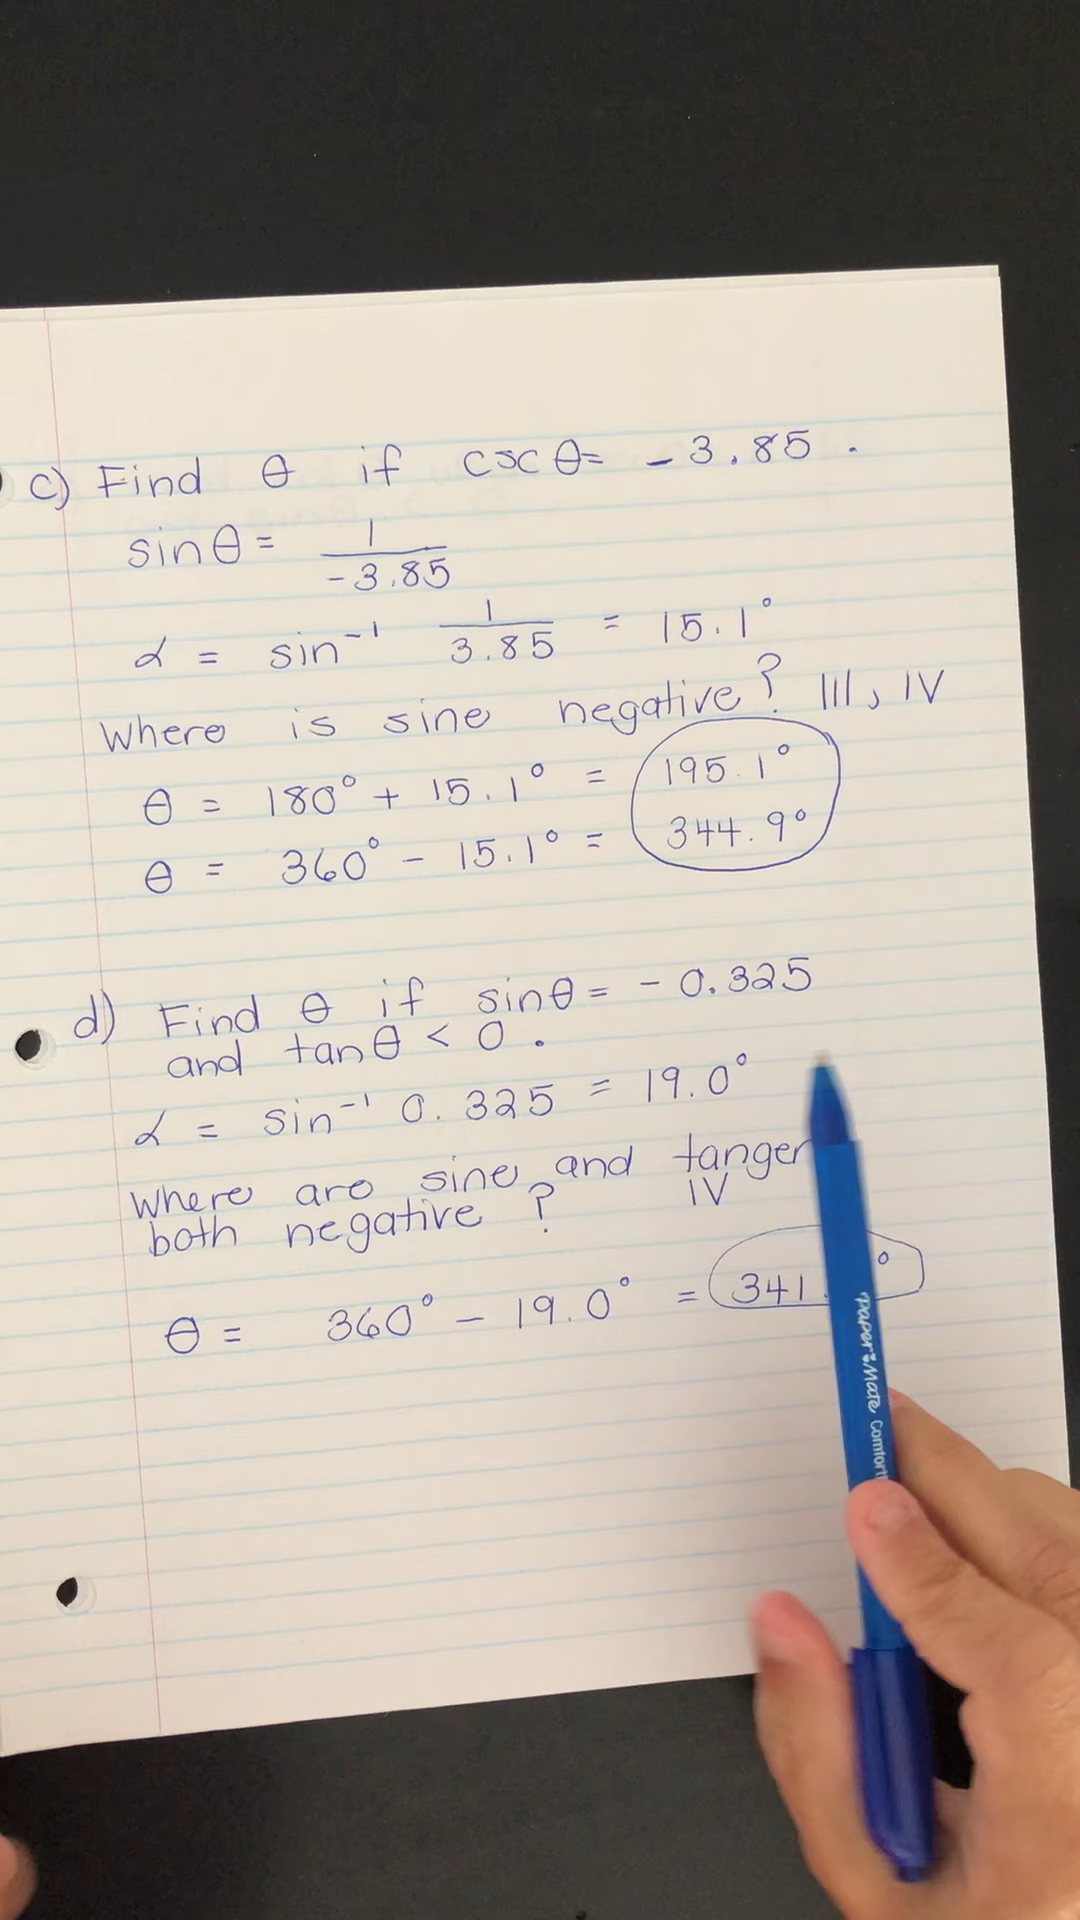 c) Find θ if csc θ = -3.85.
sin θ = 1/-3.85
α = sin⁻¹ 1/3.85 = 15.1°
Where is sine negative? III, IV
θ = 180° + 15.1° = 195.1°
θ = 360° - 15.1° = 344.9°
d) Find θ if sin θ = -0.325
and tan θ < 0.
α = sin⁻¹ 0.325 = 19.0°
Where are sine and
both negative? IV
θ = 360° - 19.0° = 341
paper:mate